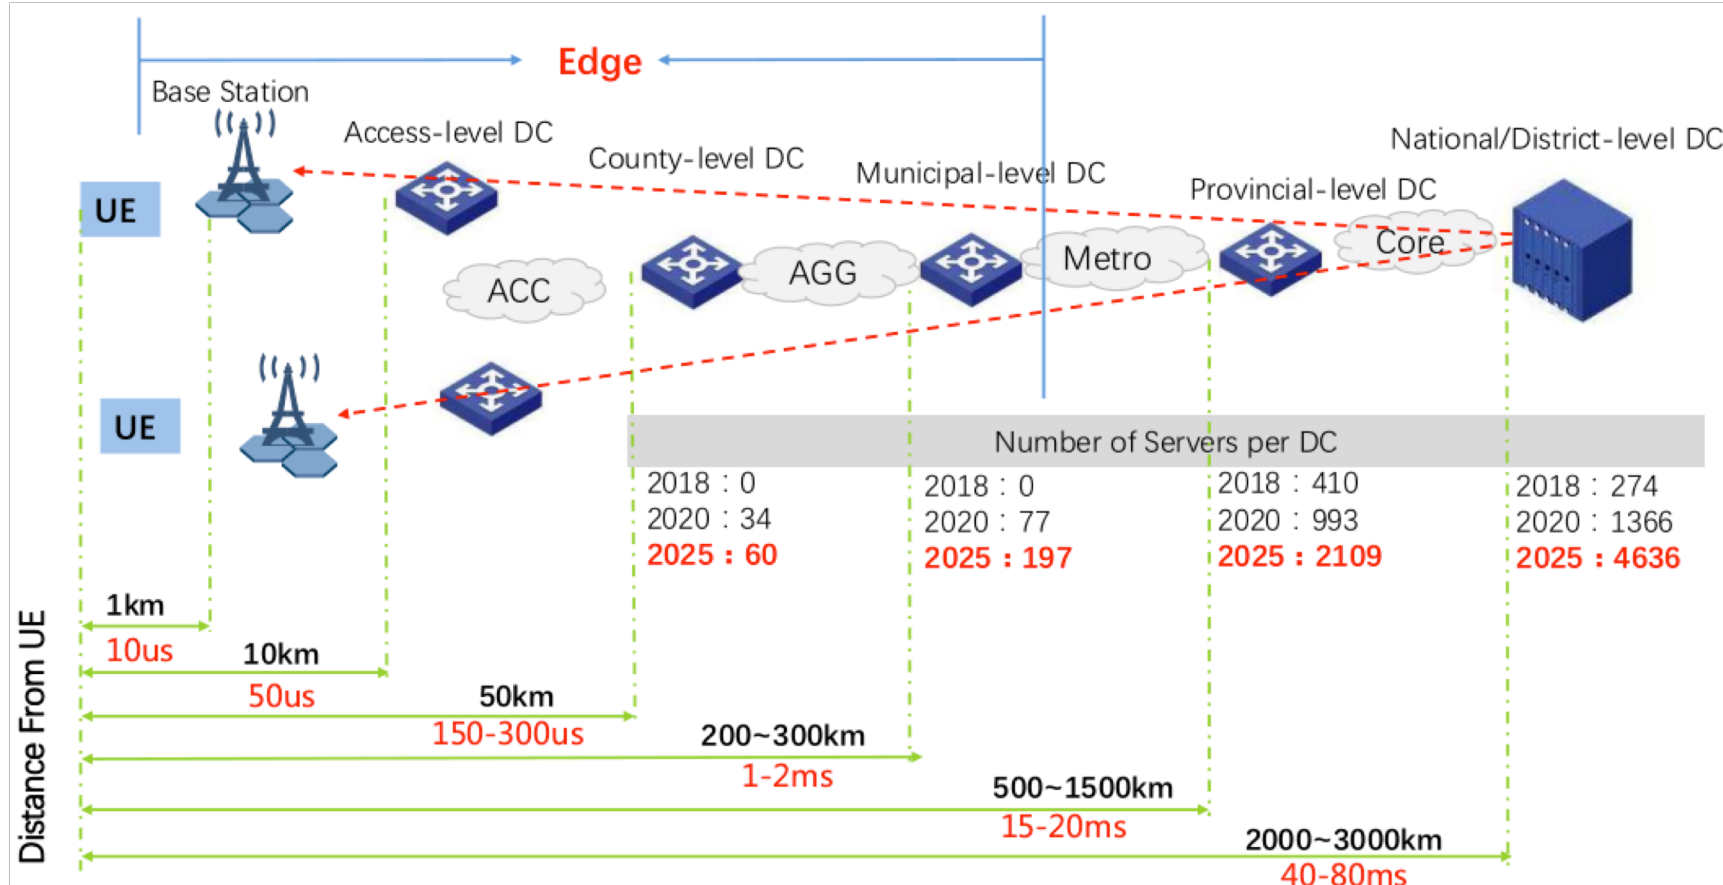 Edge
Base Station
Access-level DC
County-level DC
Municipal-level DC
Provincial-level DC
National/District-level DC
UE
ACC
AGG
Metro
Core
UE
Number of Servers per DC
2018：0
2020：34
2025：60
2018：0
2020：77
2025：197
2018：410
2020：993
2025：2109
2018：274
2020：1366
2025：4636
Distance From UE
1km
10us
10km
50us
50km
150-300us
200~300km
1-2ms
500~1500km
15-20ms
2000~3000km
40-80ms